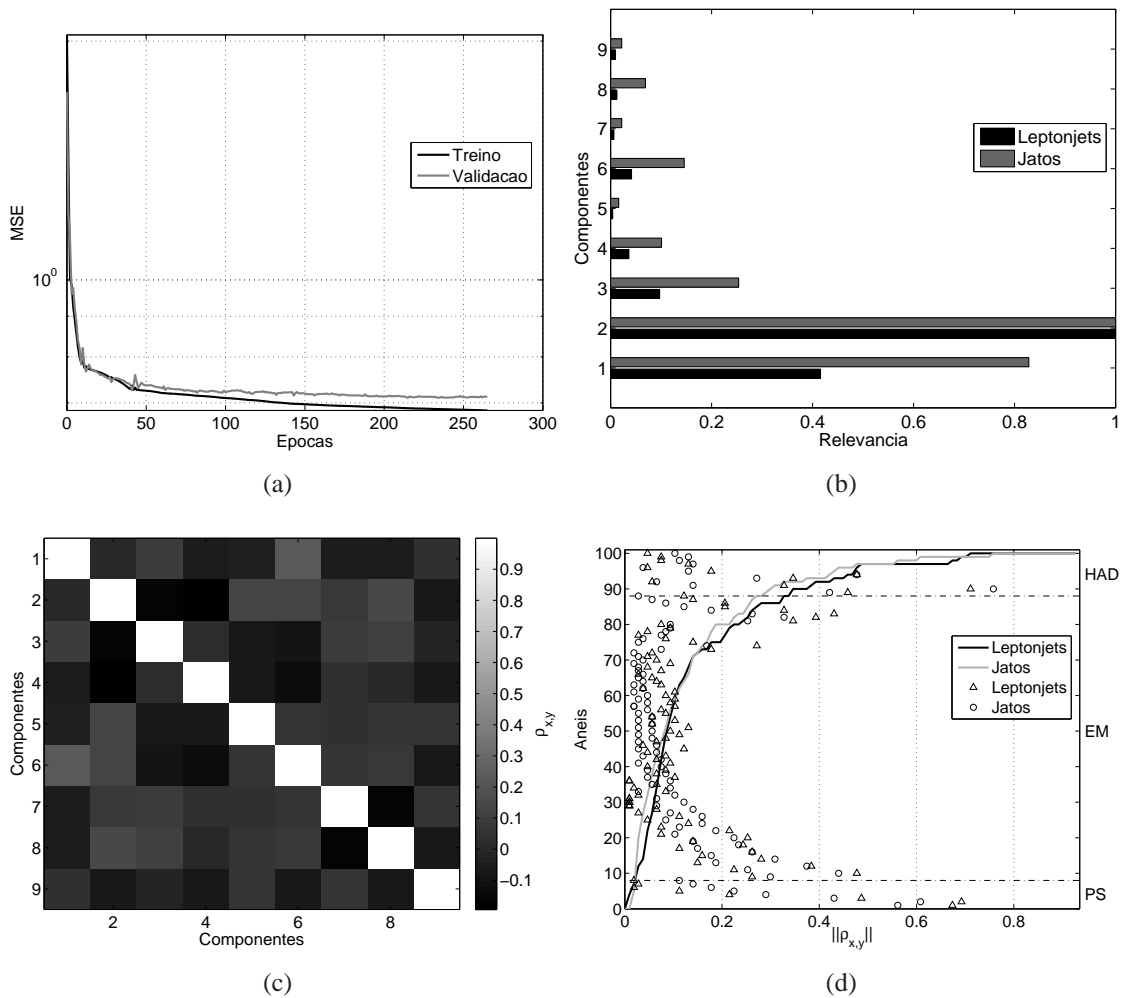 MSE
10⁰
Treino
Validacao
0 50 100 150 200 250 300
Epocas
(a)
Componentes
9
8
7
6
5
4
3
2
1
Leptonjets
Jatos
0 0.2 0.4 0.6 0.8 1
Relevancia
(b)
Componentes
1
2
3
4
5
6
7
8
9
2 4 6 8
Componentes
0.9
0.8
0.7
0.6
0.5
0.4
0.3
0.2
0.1
0
−0.1
ρx,y
(c)
Aneis
100
90
80
70
60
50
40
30
20
10
0
HAD
EM
PS
Leptonjets
Jatos
Leptonjets
Jatos
0 0.2 0.4 0.6 0.8
||ρx,y||
(d)